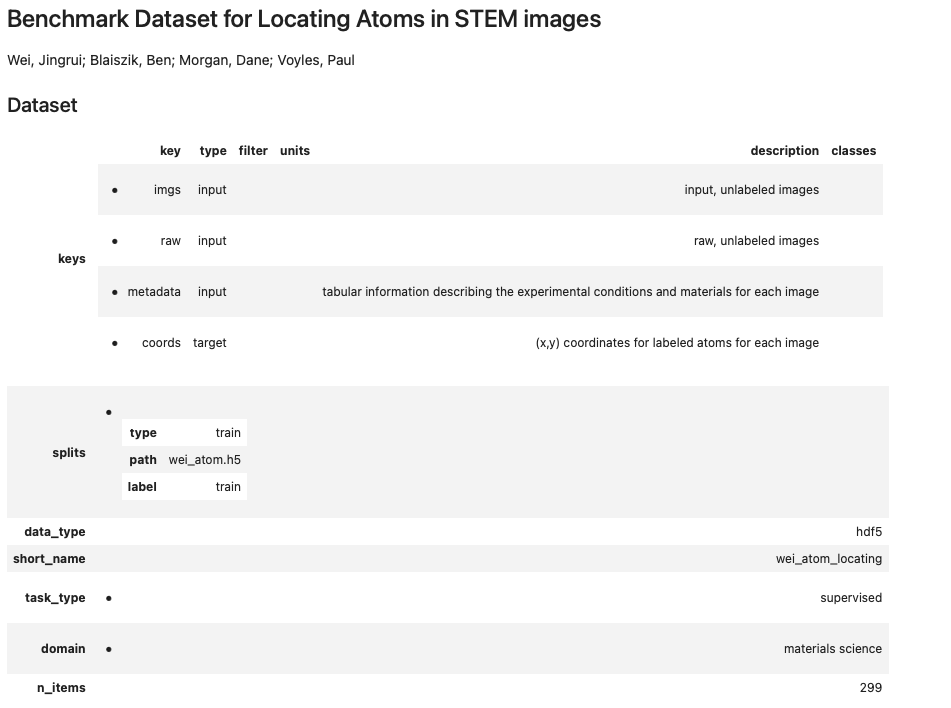 Benchmark Dataset for Locating Atoms in STEM images
Wei, Jingrui; Blaiszik, Ben; Morgan, Dane; Voyles, Paul
Dataset
key type filter units description classes
• imgs input input, unlabeled images
• raw input raw, unlabeled images
keys
• metadata input tabular information describing the experimental conditions and materials for each image
• coords target (x,y) coordinates for labeled atoms for each image
•
type train
splits
path wei_atom.h5
label train
data_type hdf5
short_name wei_atom_locating
task_type • supervised
domain • materials science
n_items 299